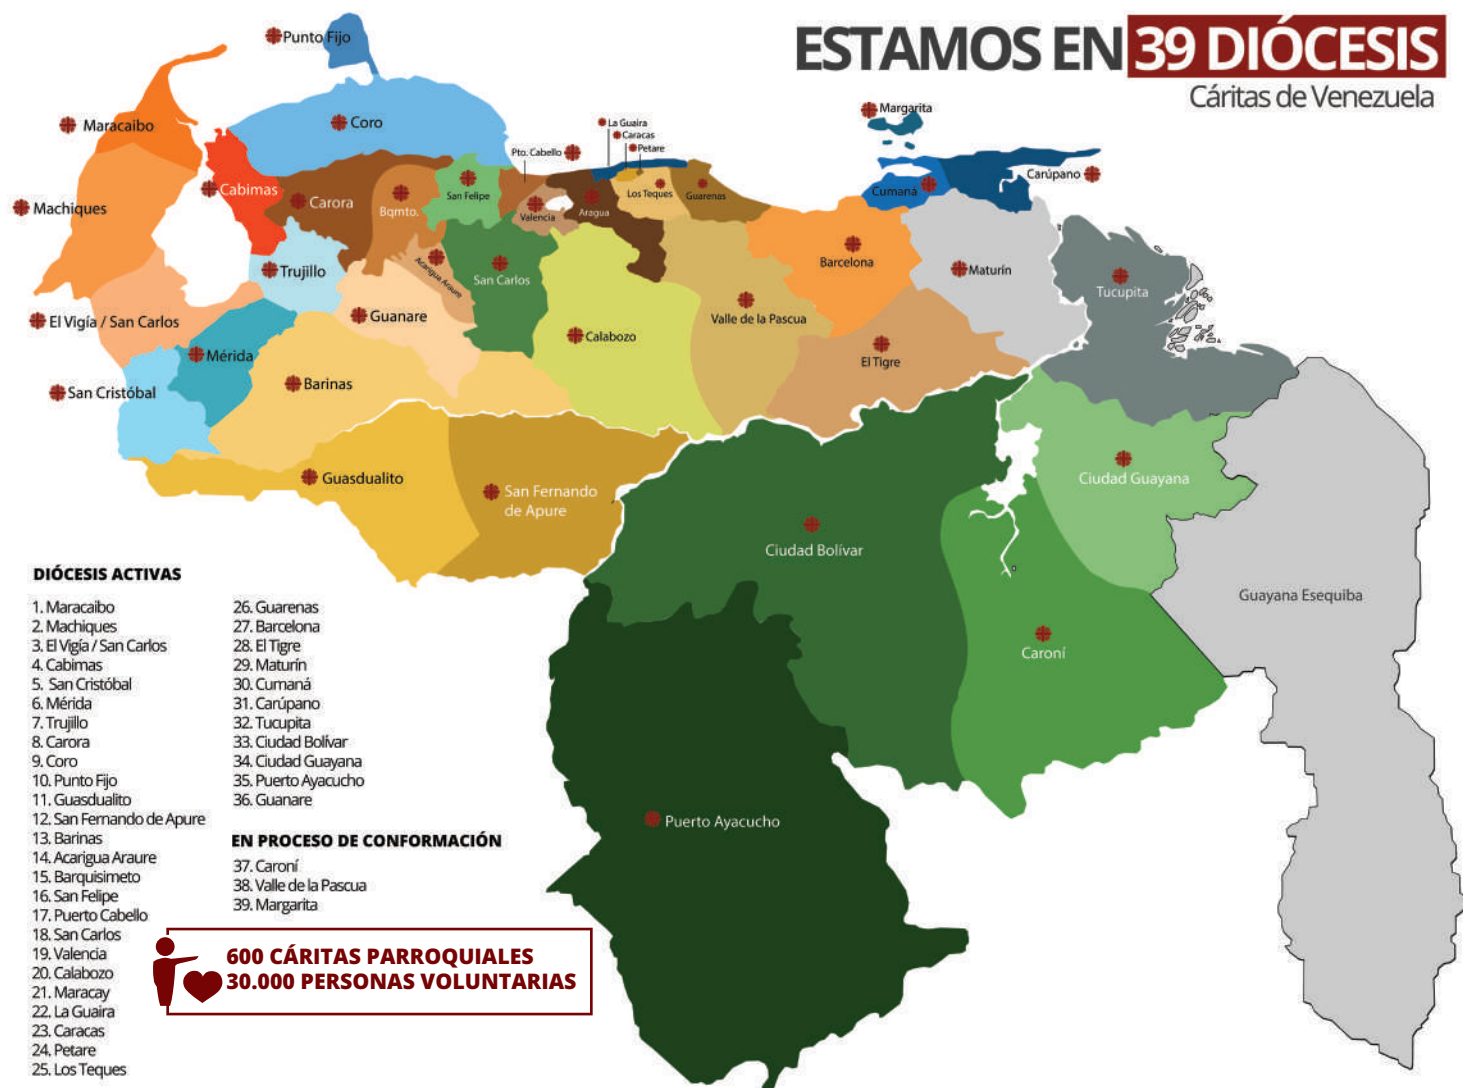 ESTAMOS EN 39 DIÓCESIS
Cáritas de Venezuela
Punto Fijo
Maracaibo
Coro
Margarita
La Guaira
Caracas
Petare
Pto. Cabello
Carúpano
Machiques
Cabimas
Carora
Bqmto.
San Felipe
Valencia
Aragua
Los Teques
Guarenas
Cumaná
Trujillo
Acarigua Araure
San Carlos
Barcelona
Maturín
Tucupita
El Vigía / San Carlos
Guanare
Calabozo
Valle de la Pascua
Mérida
El Tigre
San Cristóbal
Barinas
Guasdualito
San Fernando
de Apure
Ciudad Guayana
Ciudad Bolívar
Guayana Esequiba
Caroní
Puerto Ayacucho
DIÓCESIS ACTIVAS
1. Maracaibo
2. Machiques
3. El Vigía / San Carlos
4. Cabimas
5. San Cristóbal
6. Mérida
7. Trujillo
8. Carora
9. Coro
10. Punto Fijo
11. Guasdualito
12. San Fernando de Apure
13. Barinas
14. Acarigua Araure
15. Barquisimeto
16. San Felipe
17. Puerto Cabello
18. San Carlos
19. Valencia
20. Calabozo
21. Maracay
22. La Guaira
23. Caracas
24. Petare
25. Los Teques
26. Guarenas
27. Barcelona
28. El Tigre
29. Maturín
30. Cumaná
31. Carúpano
32. Tucupita
33. Ciudad Bolívar
34. Ciudad Guayana
35. Puerto Ayacucho
36. Guanare
EN PROCESO DE CONFORMACIÓN
37. Caroní
38. Valle de la Pascua
39. Margarita
600 CÁRITAS PARROQUIALES
30.000 PERSONAS VOLUNTARIAS